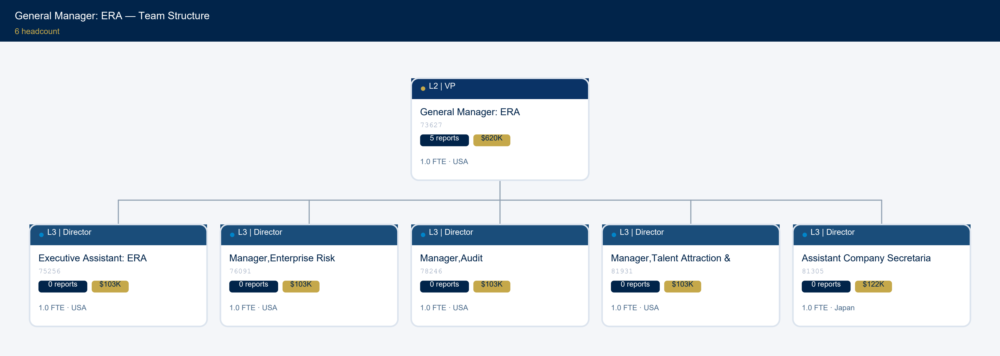 General Manager: ERA — Team Structure
6 headcount
L2 | VP
General Manager: ERA
73627
5 reports
$620K
1.0 FTE · USA
L3 | Director
Executive Assistant: ERA
75256
0 reports
$103K
1.0 FTE · USA
L3 | Director
Manager,Enterprise Risk
76091
0 reports
$103K
1.0 FTE · USA
L3 | Director
Manager,Audit
78246
0 reports
$103K
1.0 FTE · USA
L3 | Director
Manager,Talent Attraction &
81931
0 reports
$103K
1.0 FTE · USA
L3 | Director
Assistant Company Secretaria
81305
0 reports
$122K
1.0 FTE · Japan